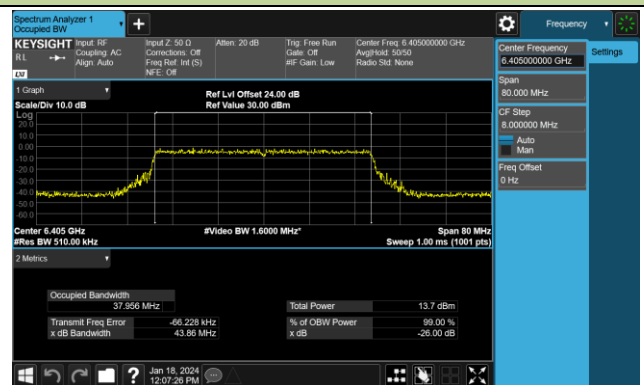 Spectrum Analyzer 1
Occupied BW
Frequency
KEYSIGHT
Input: RF
Coupling: AC
Align: Auto
Input Z: 50 Ω
Corrections: Off
Freq Ref: Int (S)
NFE: Off
Atten: 20 dB
Trig: Free Run
Gate: Off
#IF Gain: Low
Center Freq: 6.405000000 GHz
Avg|Hold: 50/50
Radio Std: None
RL
LXI
Center Frequency
6.405000000 GHz
Settings
Span
80.000 MHz
CF Step
8.000000 MHz
Auto
Man
Freq Offset
0 Hz
1 Graph
Scale/Div 10.0 dB
Ref Lvl Offset 24.00 dB
Ref Value 30.00 dBm
Log
20.0
10.0
0.00
-10.0
-20.0
-30.0
-40.0
-50.0
-60.0
Center 6.405 GHz
#Video BW 1.6000 MHz*
Span 80 MHz
#Res BW 510.00 kHz
Sweep 1.00 ms (1001 pts)
2 Metrics
Occupied Bandwidth
37.956 MHz
Total Power 13.7 dBm
Transmit Freq Error -66.228 kHz
% of OBW Power 99.00 %
x dB Bandwidth 43.86 MHz
x dB -26.00 dB
Jan 18, 2024
12:07:26 PM